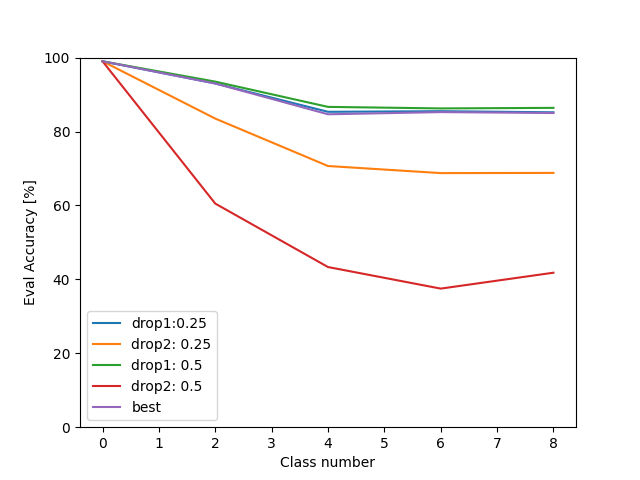 100
80
60
40
20
0
Eval Accuracy [%]
drop1:0.25
drop2: 0.25
drop1: 0.5
drop2: 0.5
best
0 1 2 3 4 5 6 7 8
Class number